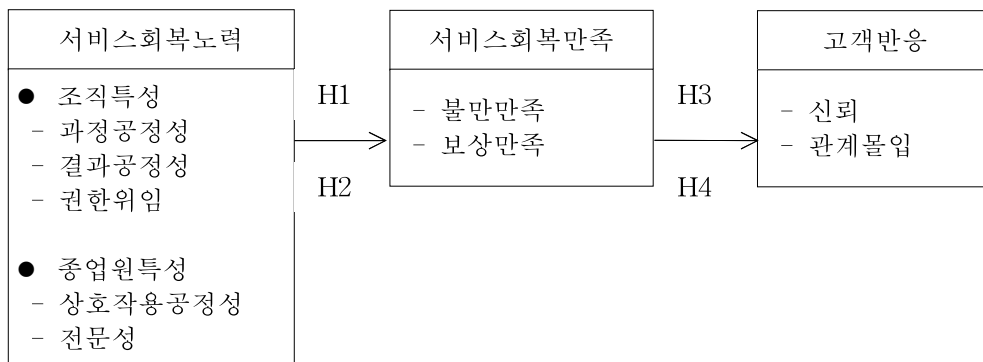 서비스회복노력
● 조직특성
- 과정공정성
- 결과공정성
- 권한위임
● 종업원특성
- 상호작용공정성
- 전문성
H1
H2
서비스회복만족
- 불만만족
- 보상만족
H3
H4
고객반응
- 신뢰
- 관계몰입